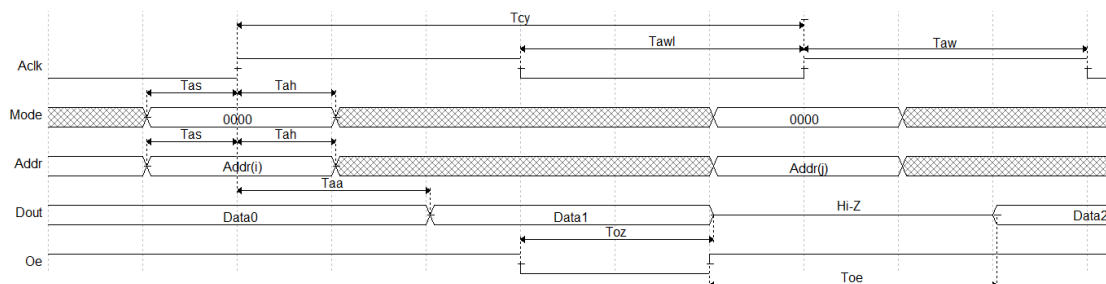 Tcy
Tawl Taw
Aclk
Tas Tah
Mode 0000 0000
Tas Tah
Addr Addr(i) Addr(j)
Taa
Dout Data0 Data1 Hi-Z Data2
Toz
Oe
Toe